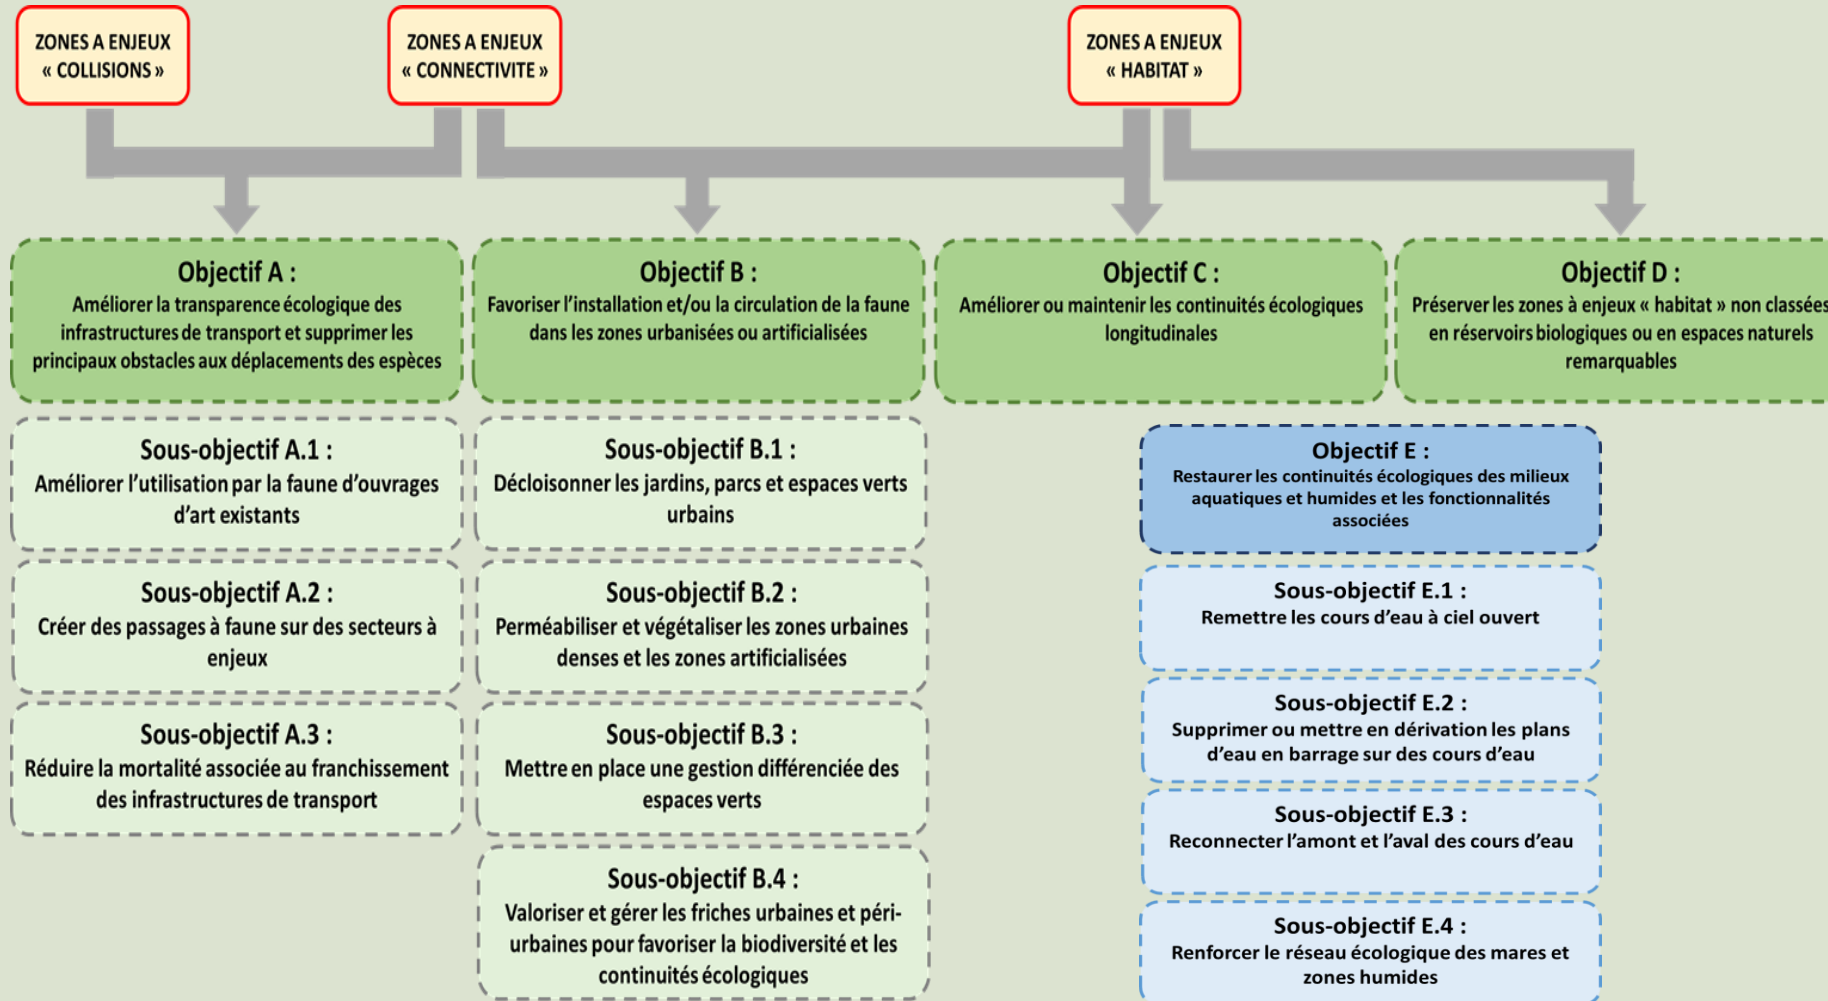 ZONES A ENJEUX
« COLLISIONS »
ZONES A ENJEUX
« CONNECTIVITE »
ZONES A ENJEUX
« HABITAT »
Objectif A :
Améliorer la transparence écologique des
infrastructures de transport et supprimer les
principaux obstacles aux déplacements des espèces
Objectif B :
Favoriser l’installation et/ou la circulation de la faune
dans les zones urbanisées ou artificialisées
Objectif C :
Améliorer ou maintenir les continuités écologiques
longitudinales
Objectif D :
Préserver les zones à enjeux « habitat » non classées
en réservoirs biologiques ou en espaces naturels
remarquables
Sous-objectif A.1 :
Améliorer l’utilisation par la faune d’ouvrages
d’art existants
Sous-objectif A.2 :
Créer des passages à faune sur des secteurs à
enjeux
Sous-objectif A.3 :
Réduire la mortalité associée au franchissement
des infrastructures de transport
Sous-objectif B.1 :
Décloisonner les jardins, parcs et espaces verts
urbains
Sous-objectif B.2 :
Perméabiliser et végétaliser les zones urbaines
denses et les zones artificialisées
Sous-objectif B.3 :
Mettre en place une gestion différenciée des
espaces verts
Sous-objectif B.4 :
Valoriser et gérer les friches urbaines et péri-
urbaines pour favoriser la biodiversité et les
continuités écologiques
Objectif E :
Restaurer les continuités écologiques des milieux
aquatiques et humides et les fonctionnalités
associées
Sous-objectif E.1 :
Remettre les cours d’eau à ciel ouvert
Sous-objectif E.2 :
Supprimer ou mettre en dérivation les plans
d’eau en barrage sur des cours d’eau
Sous-objectif E.3 :
Reconnecter l’amont et l’aval des cours d’eau
Sous-objectif E.4 :
Renforcer le réseau écologique des mares et
zones humides